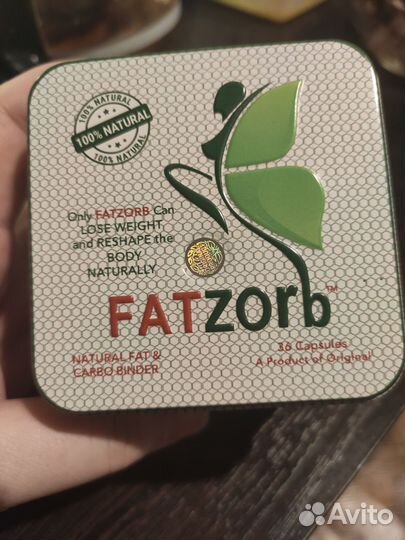 100% NATURAL
100% NATURAL
100% NATURAL
Only FATZORB Can
LOSE WEIGHT
and RESHAPE the
BODY
NATURALLY
FATzorb™
NATURAL FAT &
CARBO BINDER
36 Capsules
A Product of Original
Avito